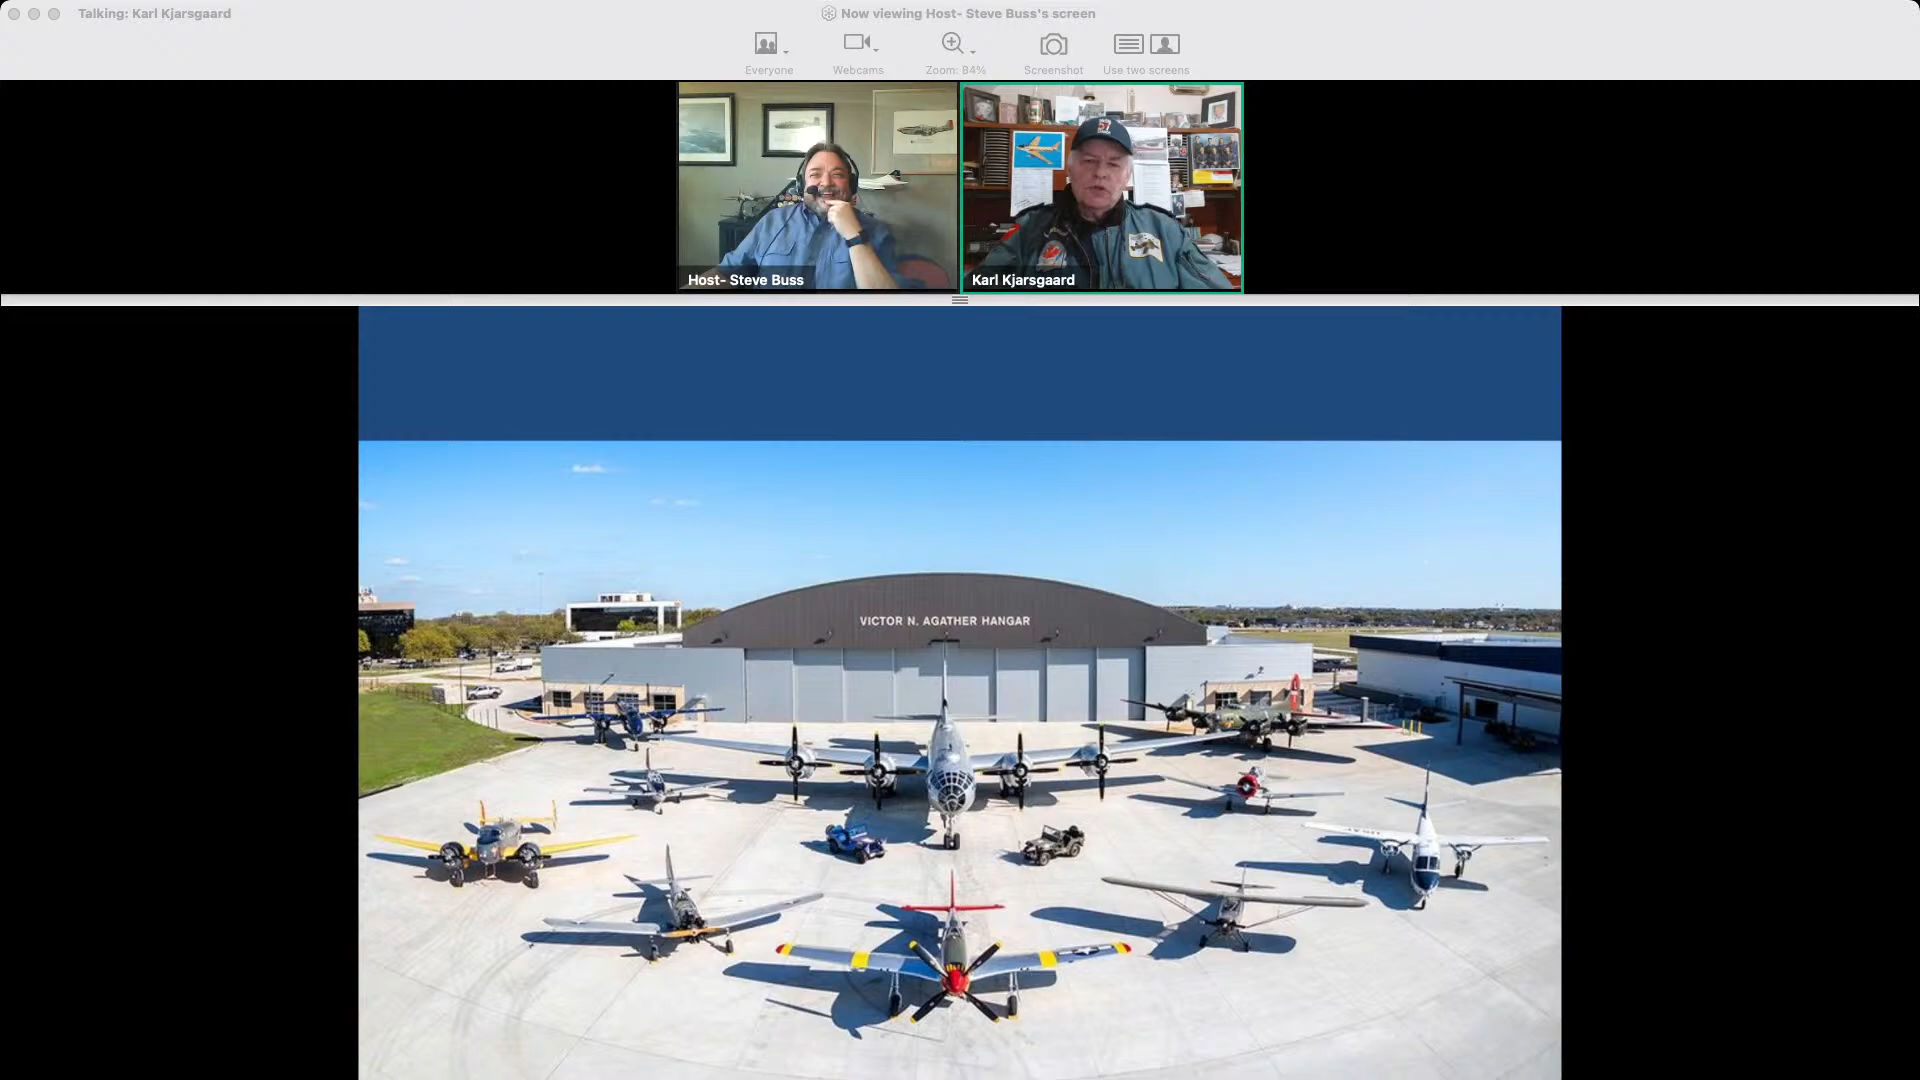 Talking: Karl Kjarsgaard
Now viewing Host- Steve Buss's screen
Everyone
Webcams
Zoom: 84%
Screenshot
Use two screens
Host- Steve Buss
Karl Kjarsgaard
VICTOR N. AGATHER HANGAR